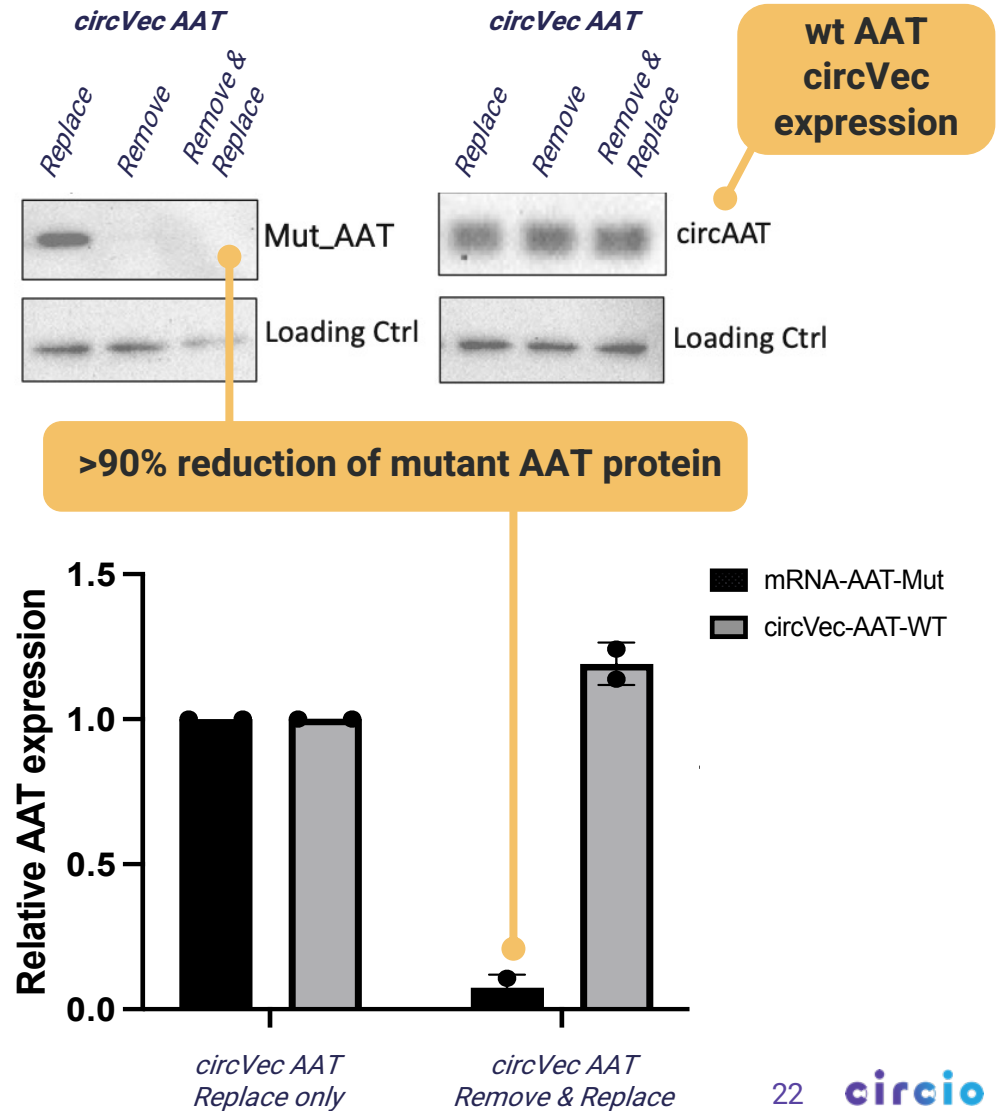 circVec AAT
circVec AAT
Replace
Remove
Remove &
Replace
Replace
Remove
Remove &
Replace
wt AAT
circVec
expression
Mut_AAT
circAAT
Loading Ctrl
Loading Ctrl
>90% reduction of mutant AAT protein
Relative AAT expression
1.5
1.0
0.5
0.0
mRNA-AAT-Mut
circVec-AAT-WT
circVec AAT
Replace only
circVec AAT
Remove & Replace
22
circio